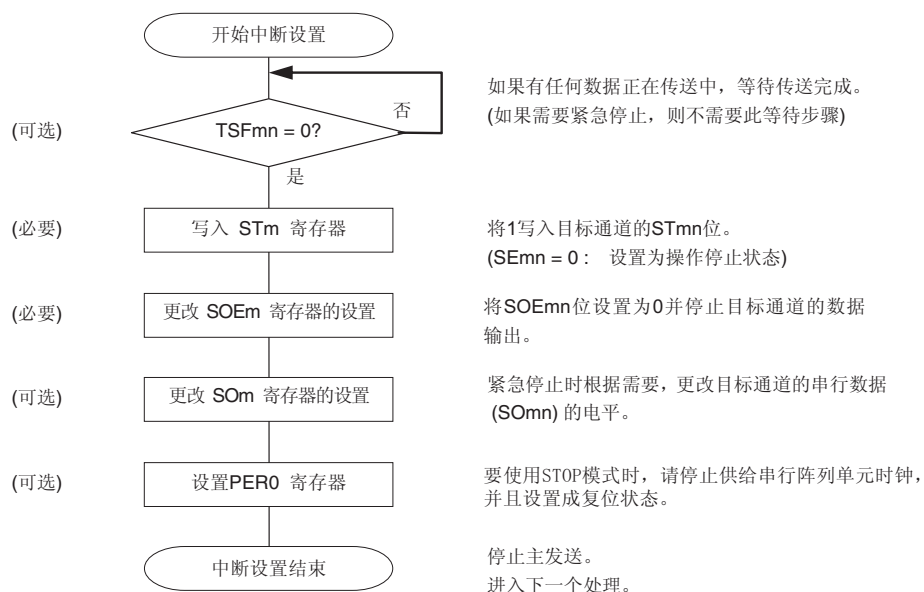 开始中断设置
如果有任何数据正在传送中，等待传送完成。
否
(可选)
TSFmn = 0?
(如果需要紧急停止，则不需要此等待步骤)
是
(必要)
写入 STm 寄存器
将1写入目标通道的STmn位。
(SEmn = 0： 设置为操作停止状态)
(必要)
更改 SOEm 寄存器的设置
将SOEmn位设置为0并停止目标通道的数据
输出。
(可选)
更改 SOm 寄存器的设置
紧急停止时根据需要，更改目标通道的串行数据
(SOmn) 的电平。
(可选)
设置PER0 寄存器
要使用STOP模式时，请停止供给串行阵列单元时钟，
并且设置成复位状态。
中断设置结束
停止主发送。
进入下一个处理。